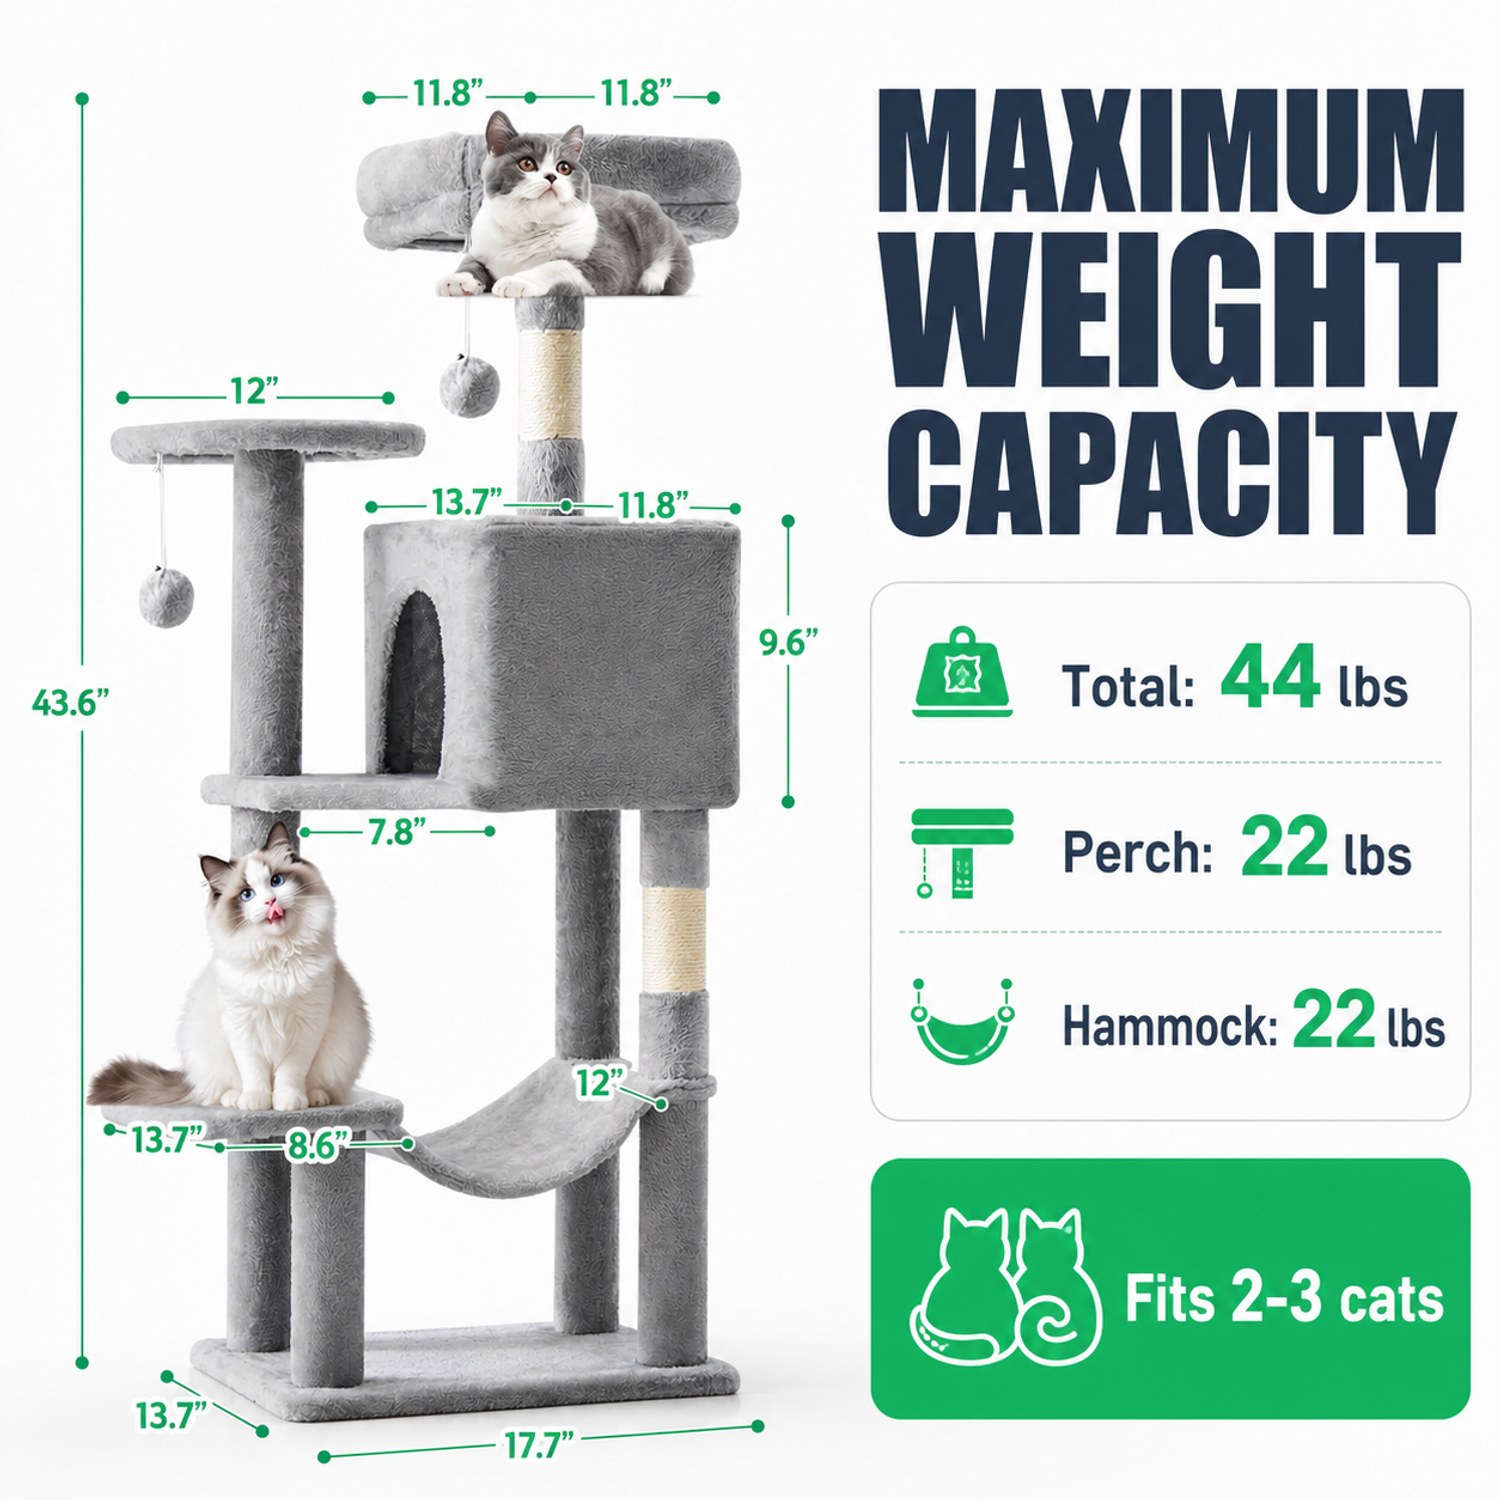 MAXIMUM
WEIGHT
CAPACITY
11.8” 11.8”
12”
13.7” 11.8”
9.6”
43.6”
7.8”
12”
13.7” 8.6”
13.7”
17.7”
Total: 44 lbs
Perch: 22 lbs
Hammock: 22 lbs
Fits 2-3 cats